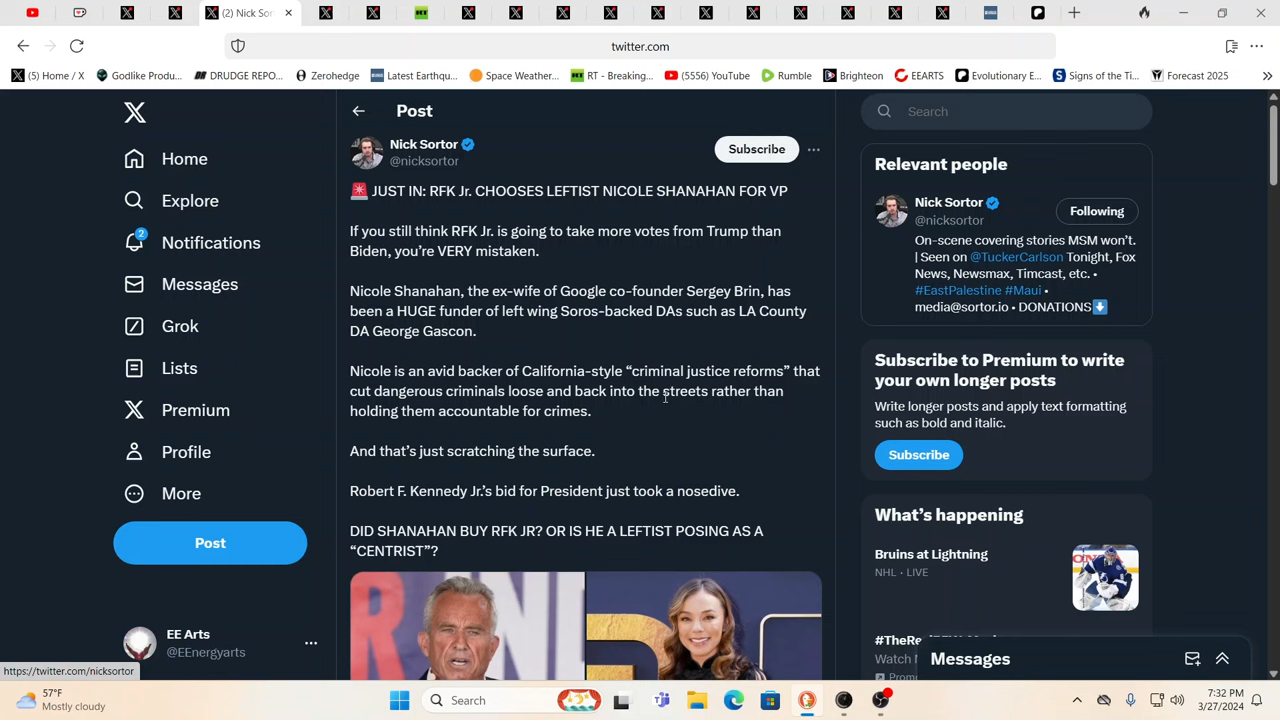 (2) Nick Sor
twitter.com
(5) Home / X
Godlike Produ...
DRUDGE REPO...
Zerohedge
Latest Earthqu...
Space Weather...
RT - Breaking...
(5556) YouTube
Rumble
Brighteon
EEARTS
Evolutionary E...
Signs of the Ti...
Forecast 2025
Home
Explore
2
Notifications
Messages
Grok
Lists
Premium
Profile
More
Post
EE Arts
@EEnergyarts
https://twitter.com/nicksortor
Post
Nick Sortor
@nicksortor
Subscribe
🚨 JUST IN: RFK Jr. CHOOSES LEFTIST NICOLE SHANAHAN FOR VP
If you still think RFK Jr. is going to take more votes from Trump than
Biden, you're VERY mistaken.
Nicole Shanahan, the ex-wife of Google co-founder Sergey Brin, has
been a HUGE funder of left wing Soros-backed DAs such as LA County
DA George Gascon.
Nicole is an avid backer of California-style “criminal justice reforms” that
cut dangerous criminals loose and back into the streets rather than
holding them accountable for crimes.
And that's just scratching the surface.
Robert F. Kennedy Jr.'s bid for President just took a nosedive.
DID SHANAHAN BUY RFK JR? OR IS HE A LEFTIST POSING AS A
“CENTRIST”?
Search
Relevant people
Nick Sortor
@nicksortor
Following
On-scene covering stories MSM won't.
| Seen on @TuckerCarlson Tonight, Fox
News, Newsmax, Timcast, etc. •
#EastPalestine #Maui •
media@sortor.io • DONATIONS⬇️
Subscribe to Premium to write
your own longer posts
Write longer posts and apply text formatting
such as bold and italic.
Subscribe
What's happening
Bruins at Lightning
NHL • LIVE
Messages
57°F
Mostly cloudy
Search
7:32 PM
3/27/2024